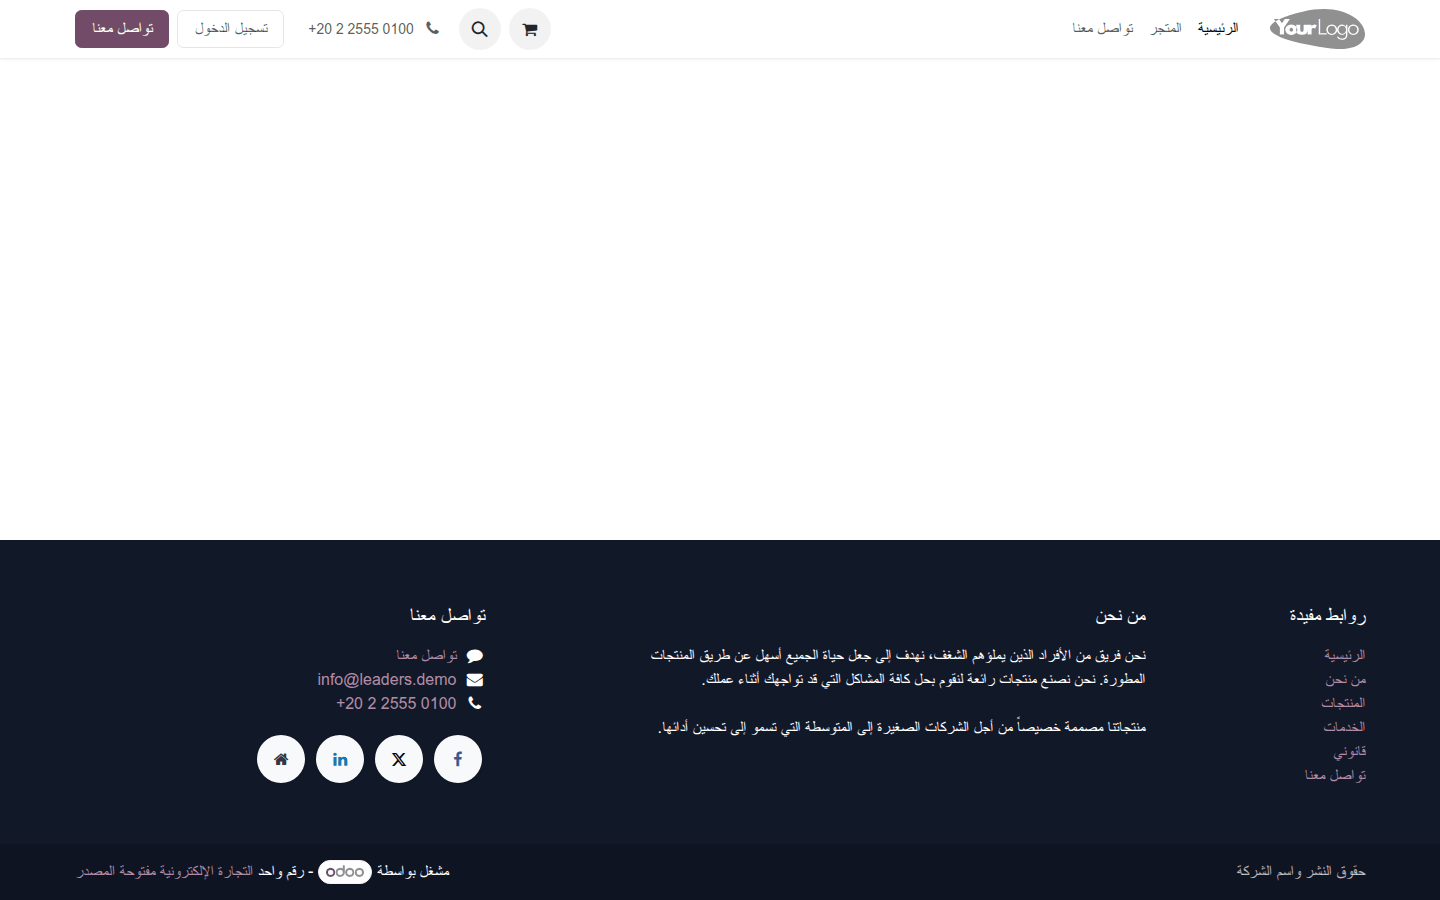 YourLogo
الرئيسية
المتجر
تواصل معنا
+20 2 2555 0100
تسجيل الدخول
تواصل معنا
روابط مفيدة
الرئيسية
من نحن
المنتجات
الخدمات
قانوني
تواصل معنا
من نحن
نحن فريق من الأفراد الذين يملؤهم الشغف، نهدف إلى جعل حياة الجميع أسهل عن طريق المنتجات
المطورة. نحن نصنع منتجات رائعة لنقوم بحل كافة المشاكل التي قد تواجهك أثناء عملك.
منتجاتنا مصممة خصيصاً من أجل الشركات الصغيرة إلى المتوسطة التي تسمو إلى تحسين أدائها.
تواصل معنا
تواصل معنا
info@leaders.demo
+20 2 2555 0100
حقوق النشر واسم الشركة
مشغل بواسطة odoo - رقم واحد التجارة الإلكترونية مفتوحة المصدر